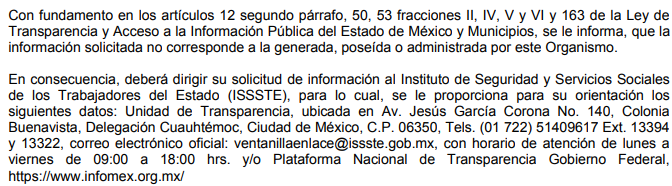 Con fundamento en los artículos 12 segundo párrafo, 50, 53 fracciones II, IV, V y VI y 163 de la Ley de
Transparencia y Acceso a la Información Pública del Estado de México y Municipios, se le informa, que la
información solicitada no corresponde a la generada, poseída o administrada por este Organismo.
En consecuencia, deberá dirigir su solicitud de información al Instituto de Seguridad y Servicios Sociales
de los Trabajadores del Estado (ISSSTE), para lo cual, se le proporciona para su orientación los
siguientes datos: Unidad de Transparencia, ubicada en Av. Jesús García Corona No. 140, Colonia
Buenavista, Delegación Cuauhtémoc, Ciudad de México, C.P. 06350, Tels. (01 722) 51409617 Ext. 13394
y 13322, correo electrónico oficial: ventanillaenlace@issste.gob.mx, con horario de atención de lunes a
viernes de 09:00 a 18:00 hrs. y/o Plataforma Nacional de Transparencia Gobierno Federal,
https://www.infomex.org.mx/